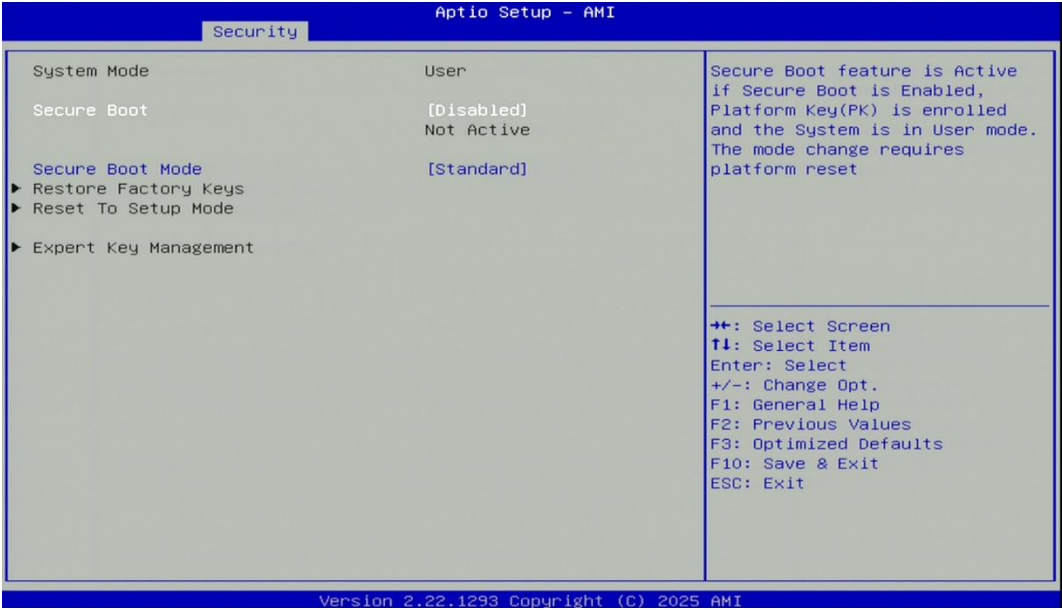 Aptio Setup – AMI
Security
System Mode User
Secure Boot [Disabled]
Not Active
Secure Boot Mode [Standard]
▶ Restore Factory Keys
▶ Reset To Setup Mode
▶ Expert Key Management
Secure Boot feature is Active
if Secure Boot is Enabled,
Platform Key(PK) is enrolled
and the System is in User mode.
The mode change requires
platform reset
→←: Select Screen
↑↓: Select Item
Enter: Select
+/-: Change Opt.
F1: General Help
F2: Previous Values
F3: Optimized Defaults
F10: Save & Exit
ESC: Exit
Version 2.22.1293 Copyright (C) 2025 AMI